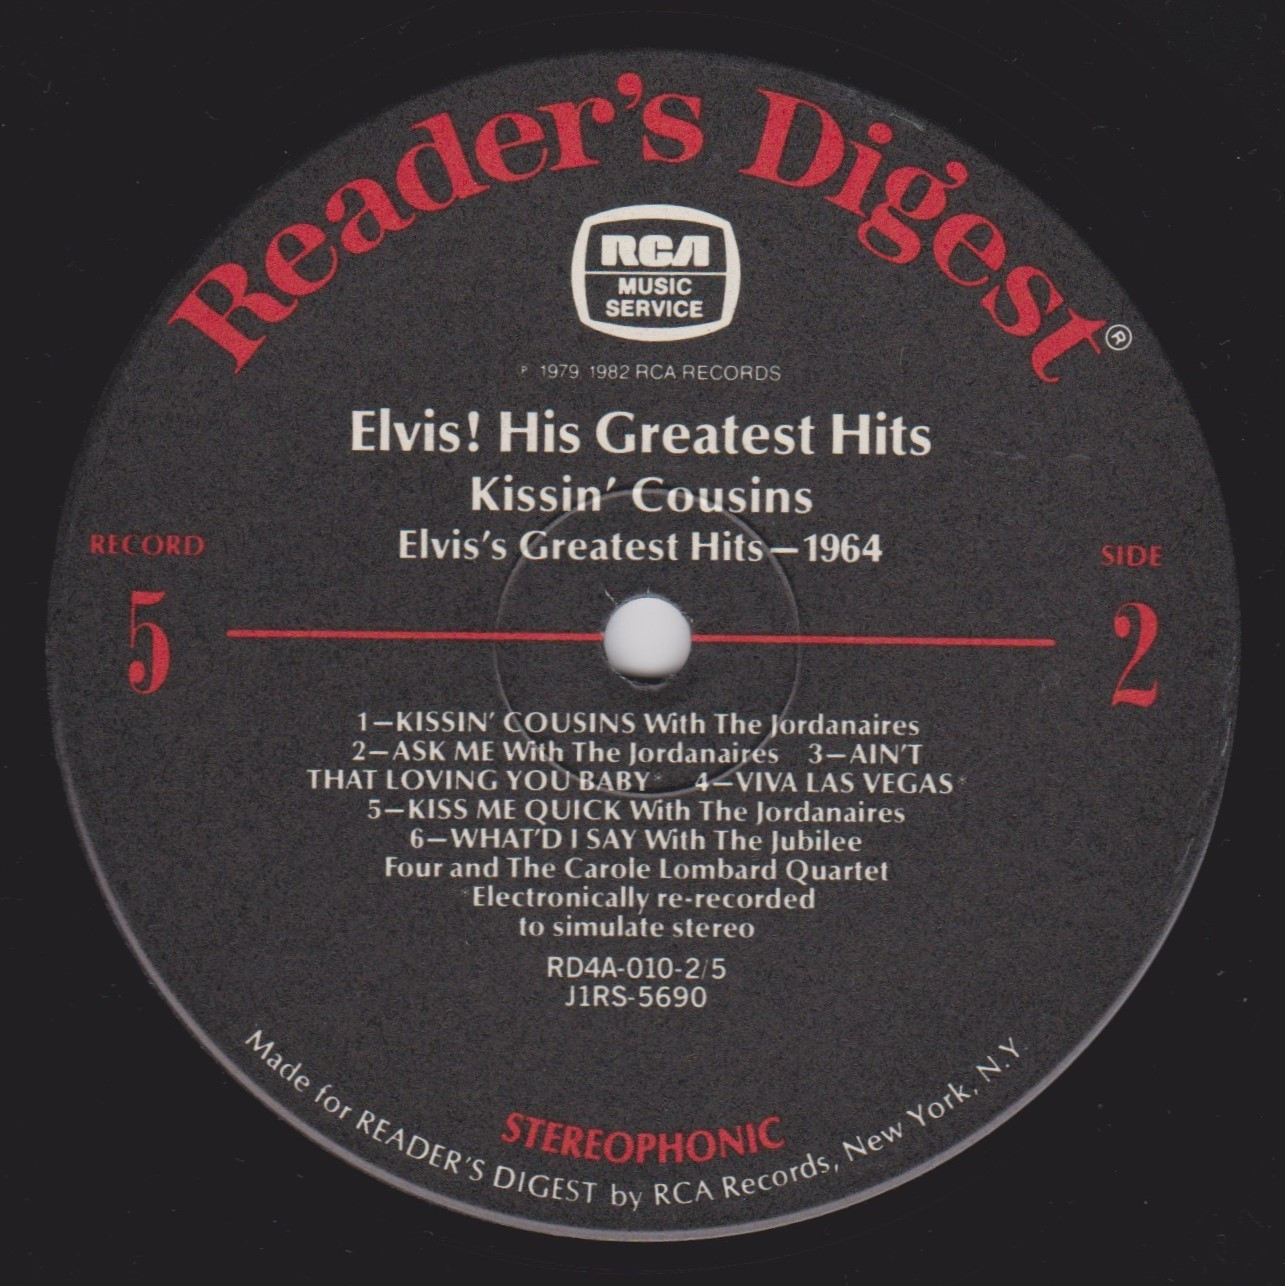 Reader's Digest®
RCA
MUSIC
SERVICE
℗ 1979 1982 RCA RECORDS
Elvis! His Greatest Hits
Kissin' Cousins
Elvis's Greatest Hits—1964
RECORD
5
SIDE
2
1—KISSIN' COUSINS With The Jordanaires
2—ASK ME With The Jordanaires 3—AIN'T
THAT LOVING YOU BABY* 4—VIVA LAS VEGAS*
5—KISS ME QUICK With The Jordanaires
6—WHAT'D I SAY With The Jubilee
Four and The Carole Lombard Quartet
*Electronically re-recorded
to simulate stereo
RD4A-010-2/5
J1RS-5690
STEREOPHONIC
Made for READER'S DIGEST by RCA Records, New York, N.Y.